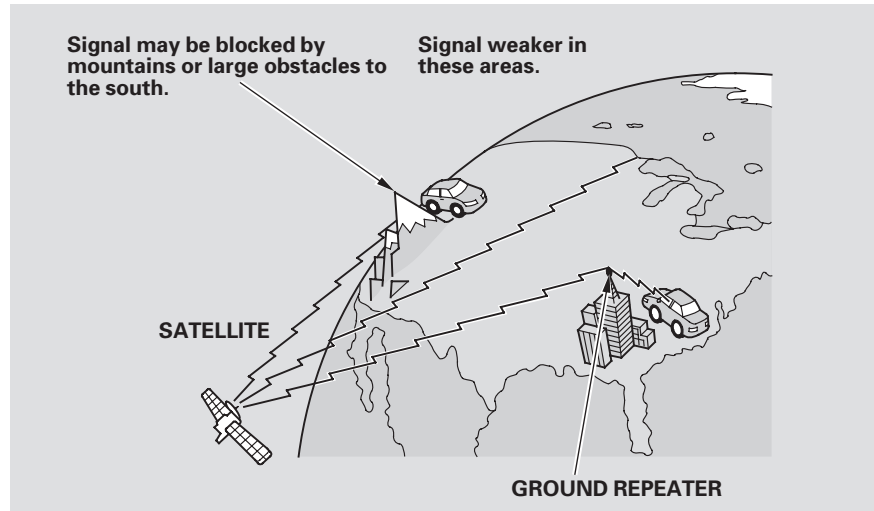 Signal may be blocked by
mountains or large obstacles to
the south.
Signal weaker in
these areas.
SATELLITE
GROUND REPEATER